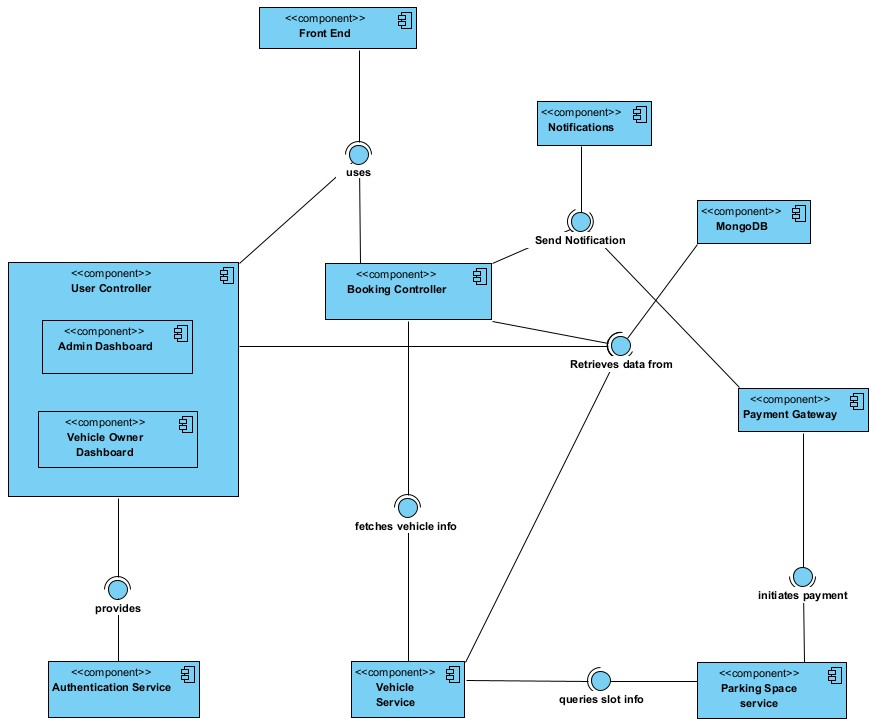 <<component>>
Front End
<<component>>
Notifications
uses
<<component>>
MongoDB
Send Notification
<<component>>
User Controller
<<component>>
Booking Controller
<<component>>
Admin Dashboard
Retrieves data from
<<component>>
Payment Gateway
<<component>>
Vehicle Owner
Dashboard
fetches vehicle info
provides
initiates payment
<<component>>
Authentication Service
<<component>>
Vehicle
Service
queries slot info
<<component>>
Parking Space
service